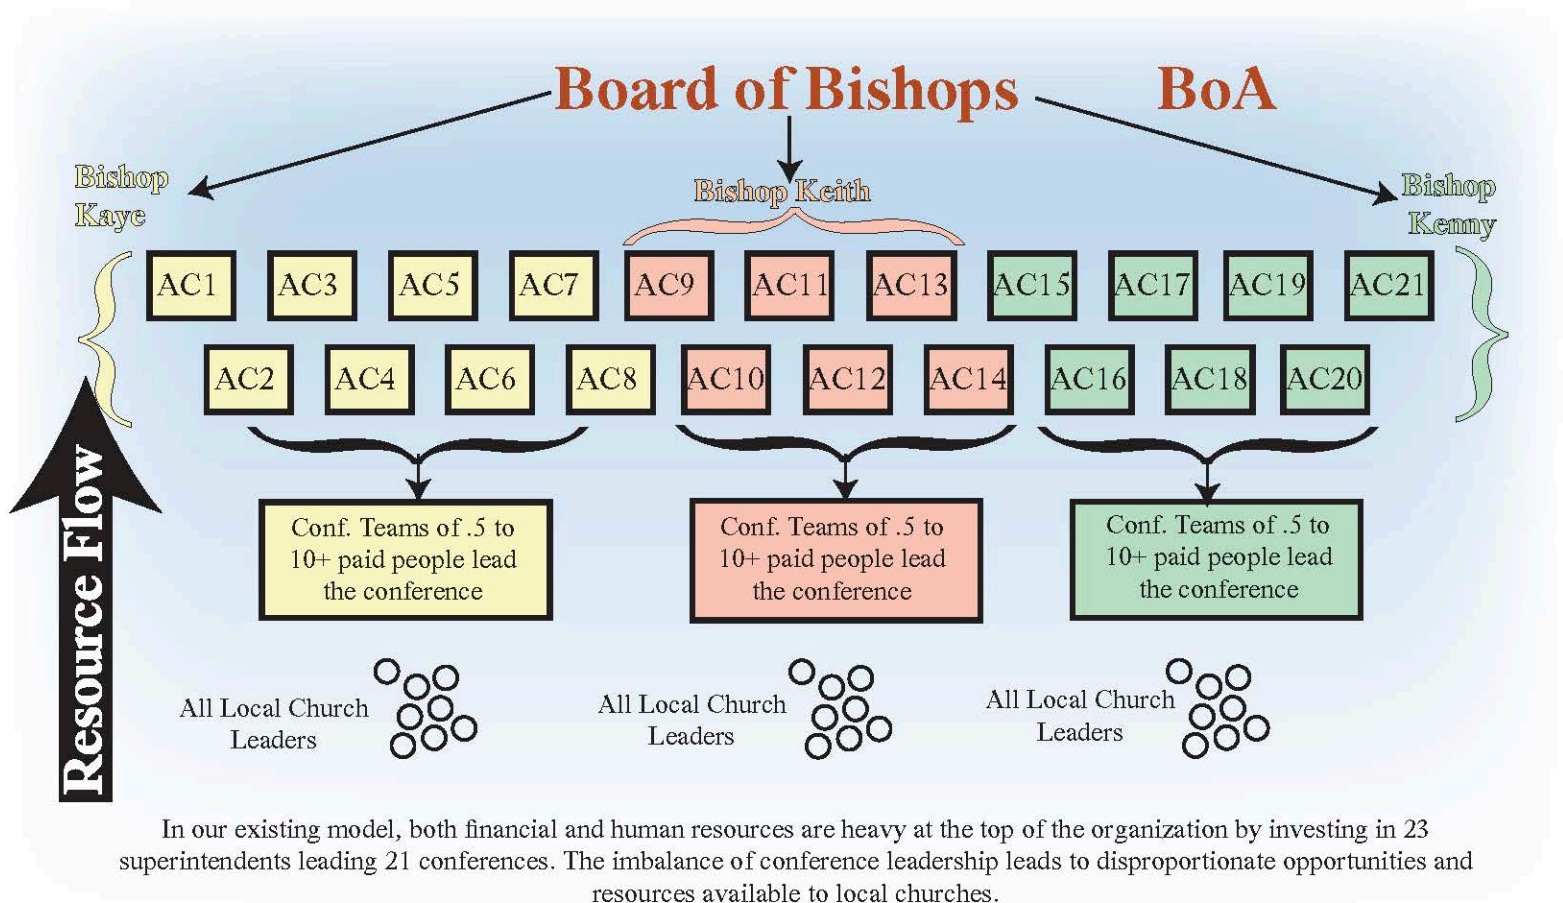 Board of Bishops BoA
Bishop
Kaye
Bishop Keith
Bishop
Kenny
AC1 AC3 AC5 AC7 AC9 AC11 AC13 AC15 AC17 AC19 AC21
AC2 AC4 AC6 AC8 AC10 AC12 AC14 AC16 AC18 AC20
Resource Flow
Conf. Teams of .5 to
10+ paid people lead
the conference
Conf. Teams of .5 to
10+ paid people lead
the conference
Conf. Teams of .5 to
10+ paid people lead
the conference
All Local Church
Leaders
All Local Church
Leaders
All Local Church
Leaders
In our existing model, both financial and human resources are heavy at the top of the organization by investing in 23
superintendents leading 21 conferences. The imbalance of conference leadership leads to disproportionate opportunities and
resources available to local churches.